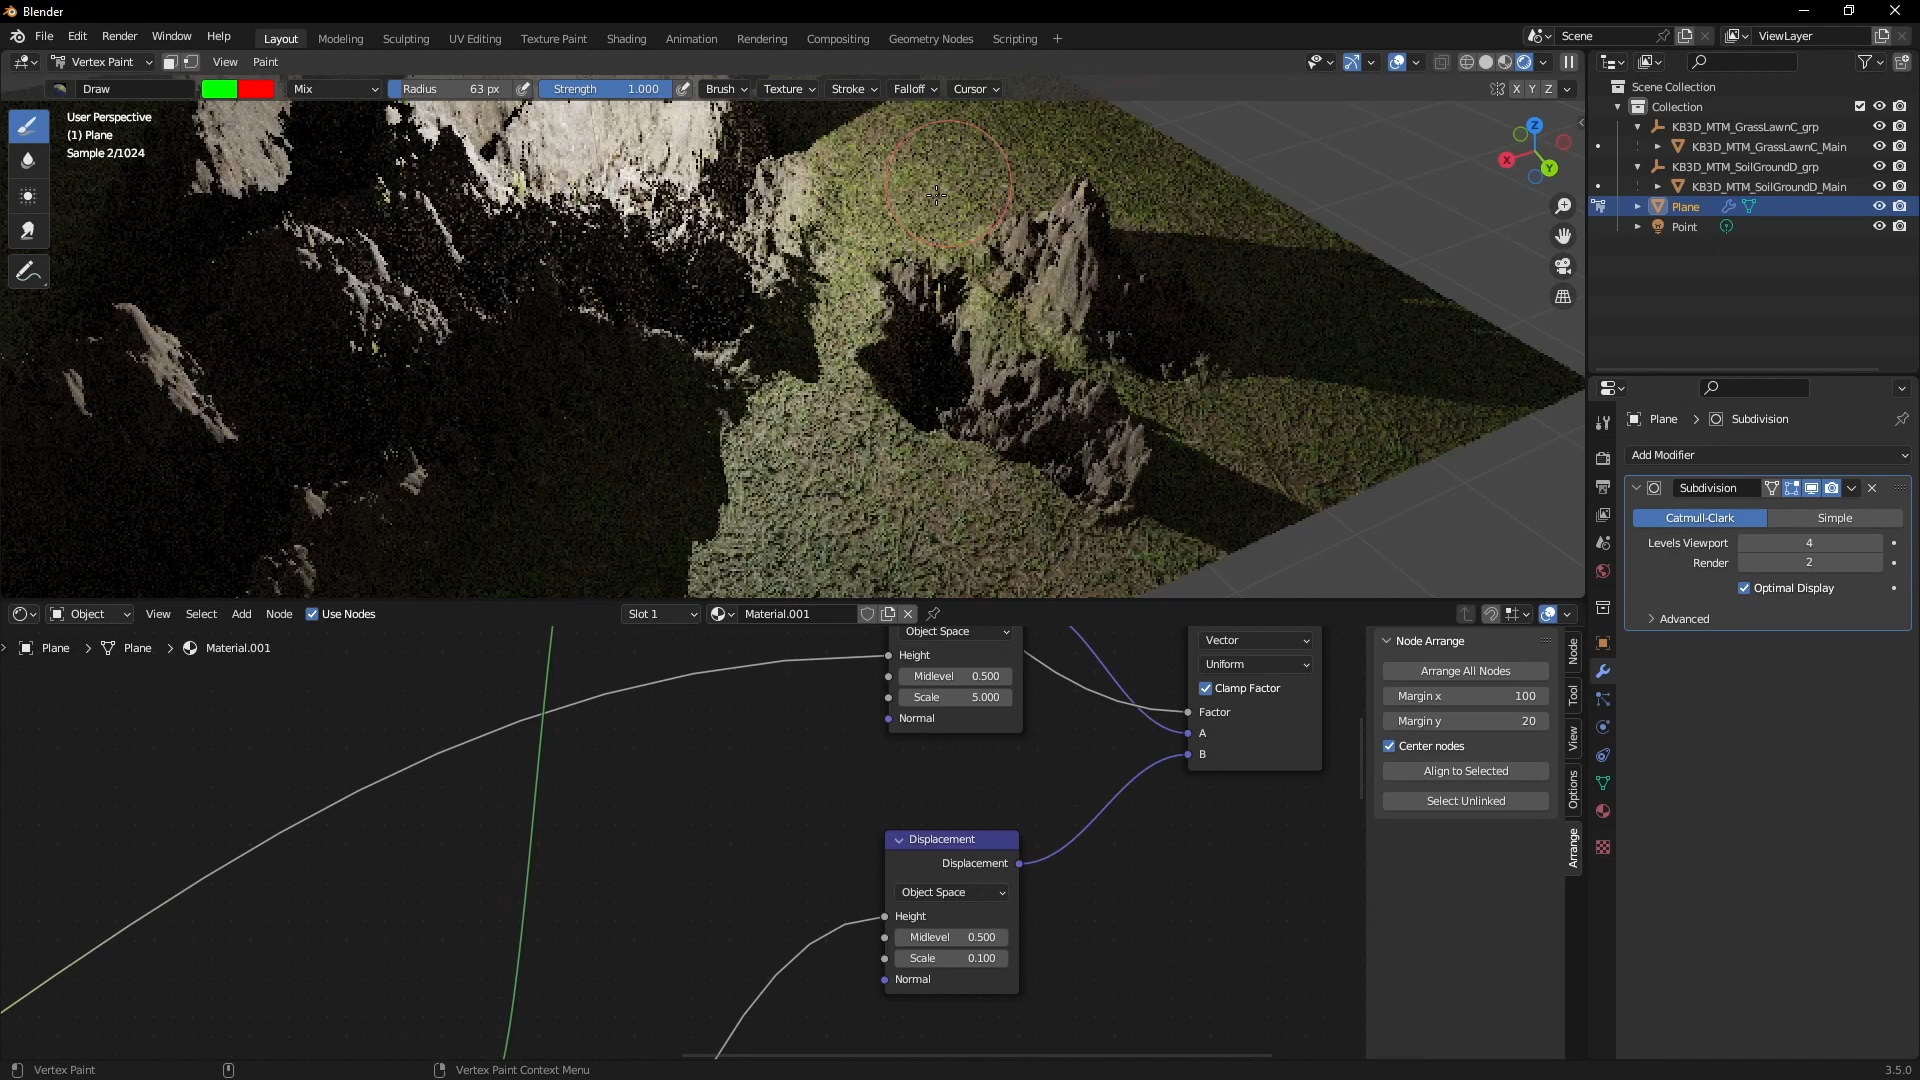 Blender
File Edit Render Window Help Layout Modeling Sculpting UV Editing Texture Paint Shading Animation Rendering Compositing Geometry Nodes Scripting + Scene ViewLayer
Vertex Paint View Paint
Draw Mix Radius 63 px Strength 1.000 Brush Texture Stroke Falloff Cursor X Y Z
User Perspective
(1) Plane
Sample 2/1024
Z
X
Y
Scene Collection
Collection
KB3D_MTM_GrassLawnC_grp
KB3D_MTM_GrassLawnC_Main
KB3D_MTM_SoilGroundD_grp
KB3D_MTM_SoilGroundD_Main
Plane
Point
Plane > Subdivision
Add Modifier
Subdivision
Catmull-Clark Simple
Levels Viewport 4
Render 2
Optimal Display
Advanced
Object View Select Add Node Use Nodes Slot 1 Material.001
Plane > Plane > Material.001
Object Space
Height
Midlevel 0.500
Scale 5.000
Normal
Vector
Uniform
Clamp Factor
Factor
A
B
Displacement
Displacement
Object Space
Height
Midlevel 0.500
Scale 0.100
Normal
Node Arrange
Arrange All Nodes
Margin x 100
Margin y 20
Center nodes
Align to Selected
Select Unlinked
Node
Tool
View
Options
Arrange
Vertex Paint Vertex Paint Context Menu 3.5.0